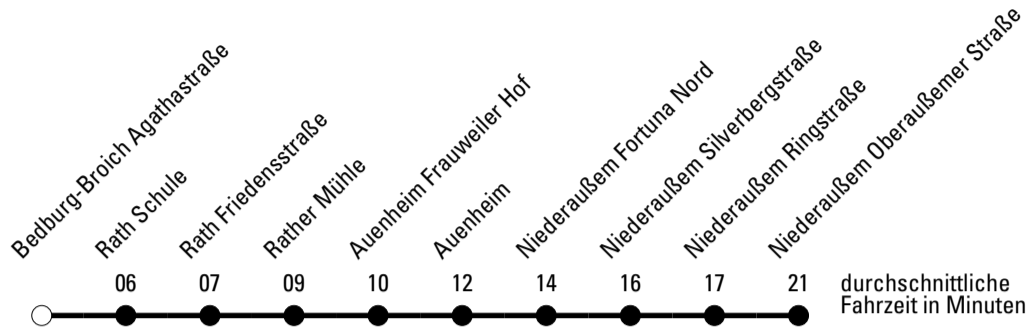 Bedburg-Broich Agathastraße
Rath Schule
Rath Friedensstraße
Rather Mühle
Auenheim Frauweiler Hof
Auenheim
Niederaußem Fortuna Nord
Niederaußem Silverbergstraße
Niederaußem Ringstraße
Niederaußem Oberaußemer Straße
06 07 09 10 12 14 16 17 21 durchschnittliche
Fahrzeit in Minuten